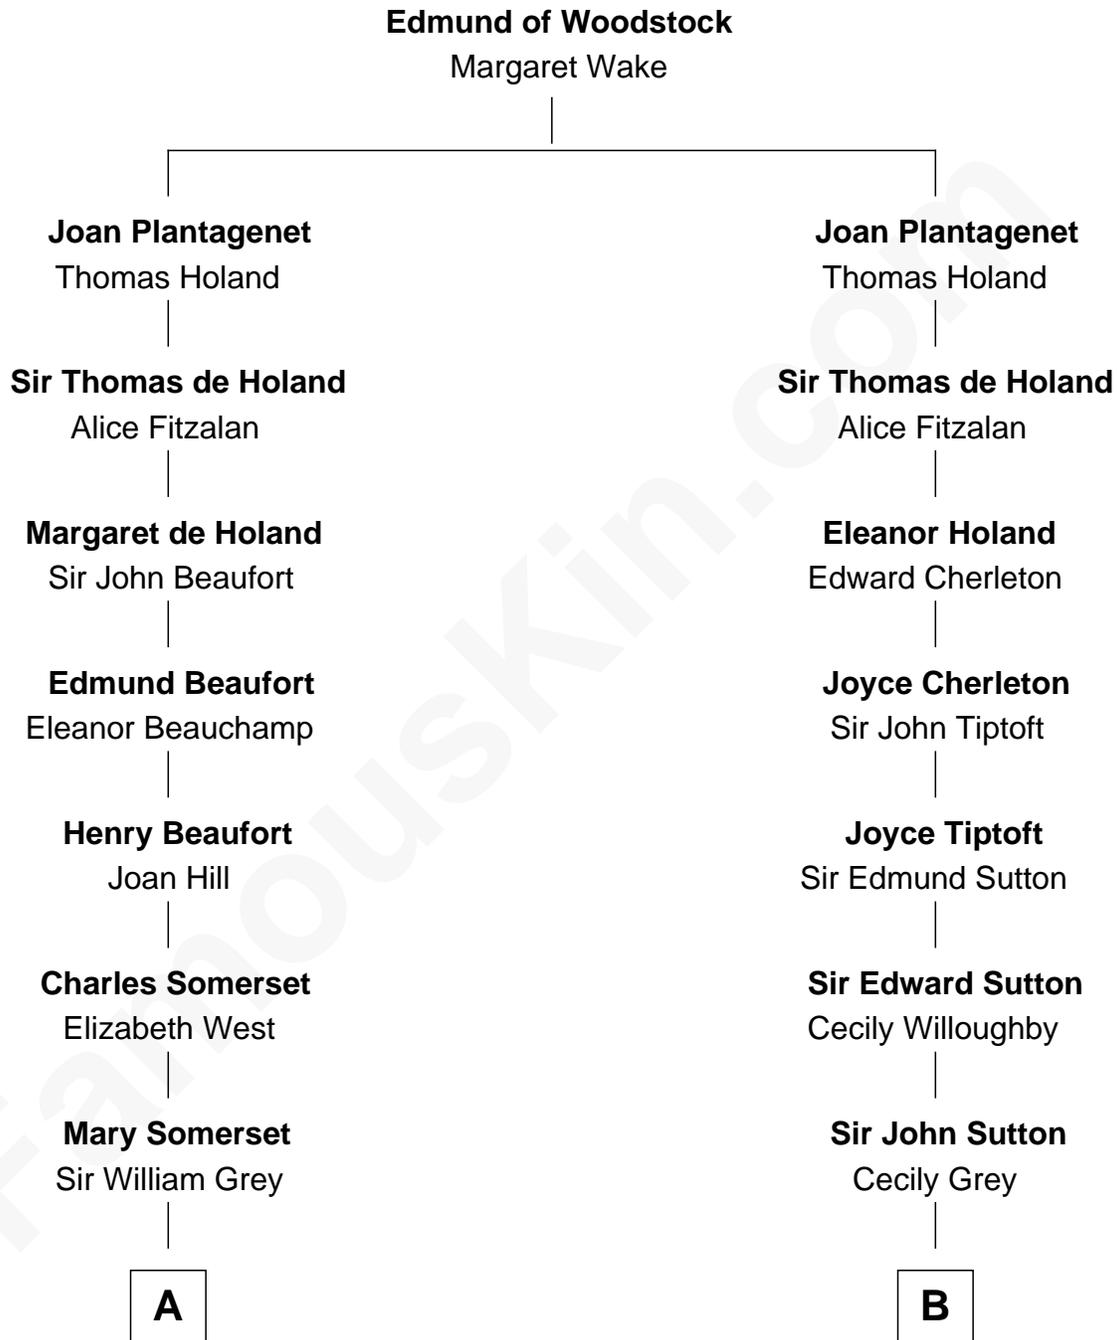 Edmund of Woodstock
Margaret Wake
Joan Plantagenet
Thomas Holand
Sir Thomas de Holand
Alice Fitzalan
Margaret de Holand
Sir John Beaufort
Edmund Beaufort
Eleanor Beauchamp
Henry Beaufort
Joan Hill
Charles Somerset
Elizabeth West
Mary Somerset
Sir William Grey
A
Joan Plantagenet
Thomas Holand
Sir Thomas de Holand
Alice Fitzalan
Eleanor Holand
Edward Cherleton
Joyce Cherleton
Sir John Tiptoft
Joyce Tiptoft
Sir Edmund Sutton
Sir Edward Sutton
Cecily Willoughby
Sir John Sutton
Cecily Grey
B
FamousKin.com